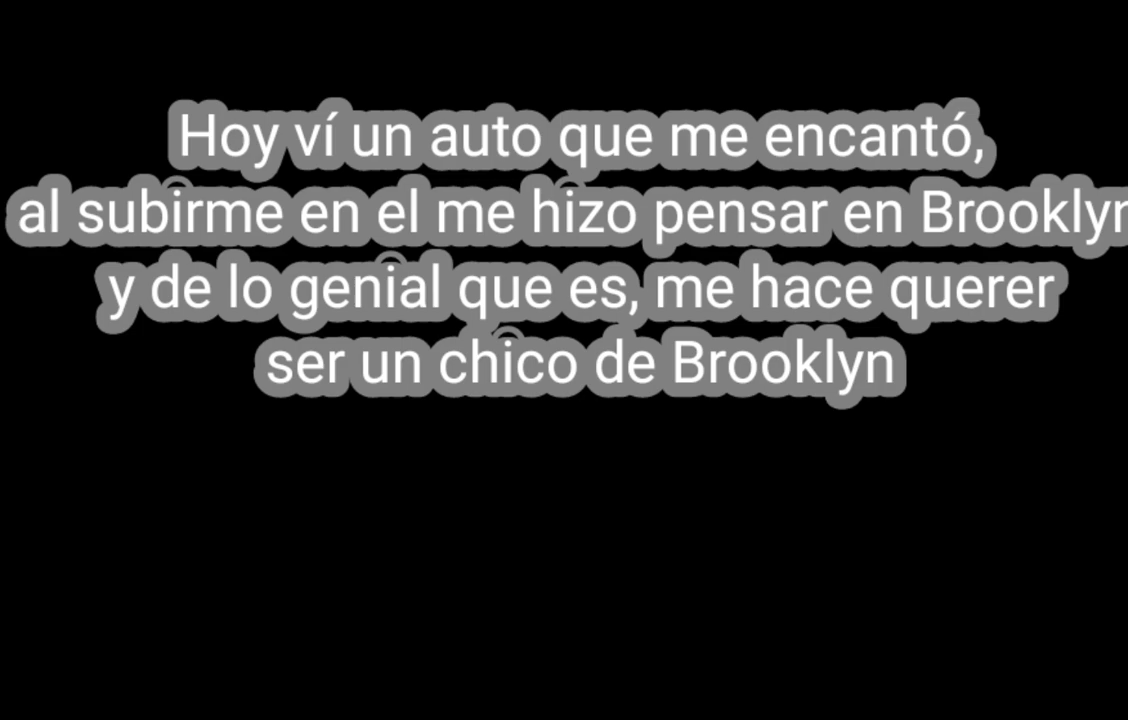 Hoy ví un auto que me encantó,
al subirme en el me hizo pensar en Brooklyn
y de lo genial que es, me hace querer
ser un chico de Brooklyn